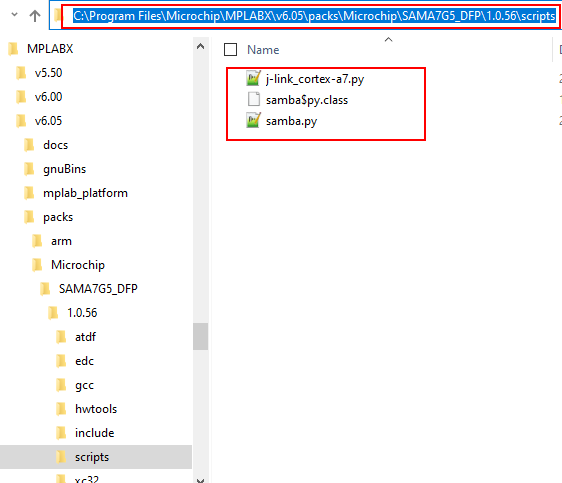 C:\Program Files\Microchip\MPLABX\v6.05\packs\Microchip\SAMA7G5_DFP\1.0.56\scripts
MPLABX
v5.50
v6.00
v6.05
docs
gnuBins
mplab_platform
packs
arm
Microchip
SAMA7G5_DFP
1.0.56
atdf
edc
gcc
hwtools
include
scripts
xc32
Name
j-link_cortex-a7.py
samba$py.class
samba.py